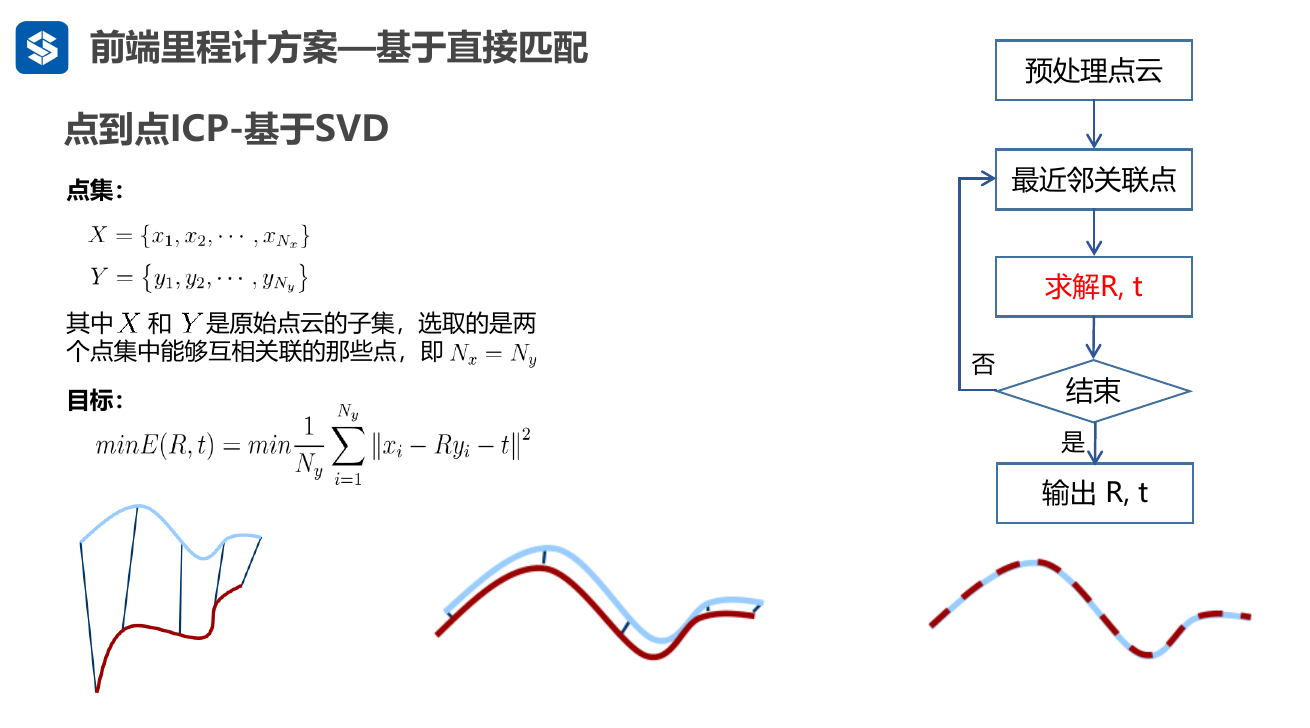 前端里程计方案—基于直接匹配
点到点ICP-基于SVD
点集：
X = {x_1, x_2, ⋯ , x_{N_x}}
Y = {y_1, y_2, ⋯ , y_{N_y}}
其中 X 和 Y 是原始点云的子集，选取的是两
个点集中能够互相关联的那些点，即 N_x = N_y
目标：
minE(R, t) = min \frac{1}{N_y} \sum_{i=1}^{N_y} ‖x_i − Ry_i − t‖^2
预处理点云
最近邻关联点
求解R, t
否
结束
是
输出 R, t